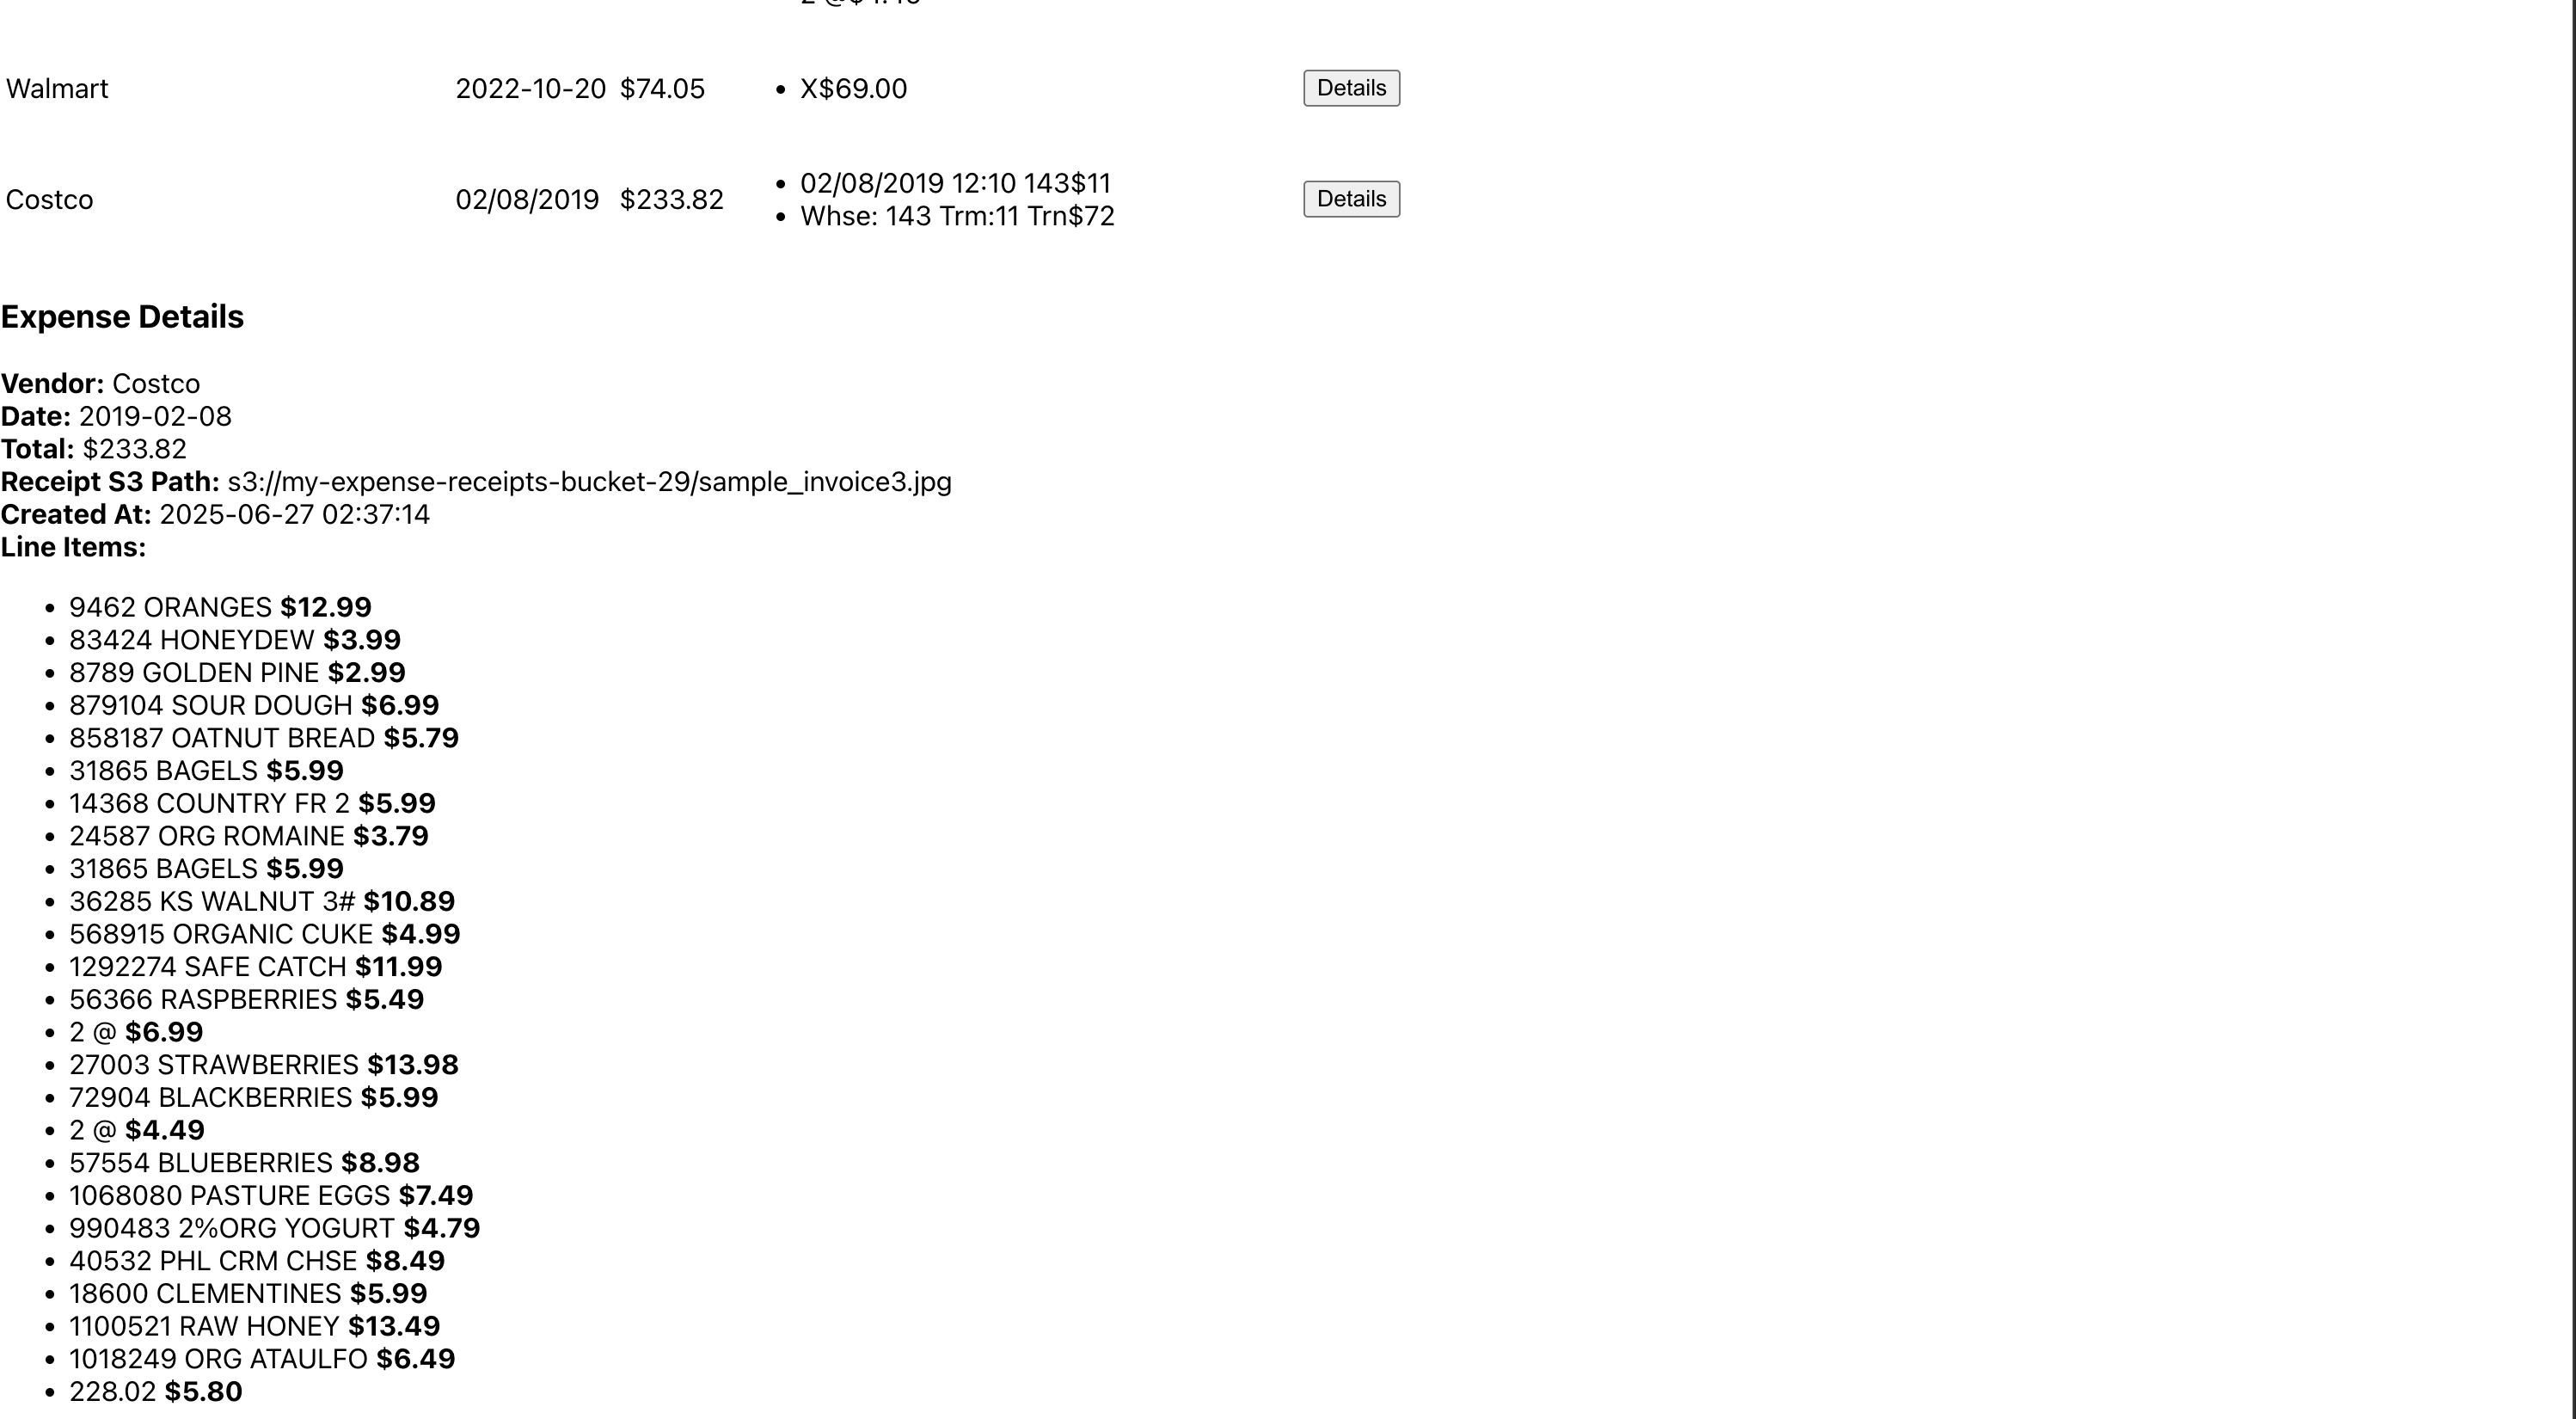 Walmart 2022-10-20 $74.05 • X$69.00 Details
Costco 02/08/2019 $233.82 • 02/08/2019 12:10 143$11 Details
• Whse: 143 Trm:11 Trn$72
Expense Details
Vendor: Costco
Date: 2019-02-08
Total: $233.82
Receipt S3 Path: s3://my-expense-receipts-bucket-29/sample_invoice3.jpg
Created At: 2025-06-27 02:37:14
Line Items:
• 9462 ORANGES $12.99
• 83424 HONEYDEW $3.99
• 8789 GOLDEN PINE $2.99
• 879104 SOUR DOUGH $6.99
• 858187 OATNUT BREAD $5.79
• 31865 BAGELS $5.99
• 14368 COUNTRY FR 2 $5.99
• 24587 ORG ROMAINE $3.79
• 31865 BAGELS $5.99
• 36285 KS WALNUT 3# $10.89
• 568915 ORGANIC CUKE $4.99
• 1292274 SAFE CATCH $11.99
• 56366 RASPBERRIES $5.49
• 2 @ $6.99
• 27003 STRAWBERRIES $13.98
• 72904 BLACKBERRIES $5.99
• 2 @ $4.49
• 57554 BLUEBERRIES $8.98
• 1068080 PASTURE EGGS $7.49
• 990483 2%ORG YOGURT $4.79
• 40532 PHL CRM CHSE $8.49
• 18600 CLEMENTINES $5.99
• 1100521 RAW HONEY $13.49
• 1018249 ORG ATAULFO $6.49
• 228.02 $5.80